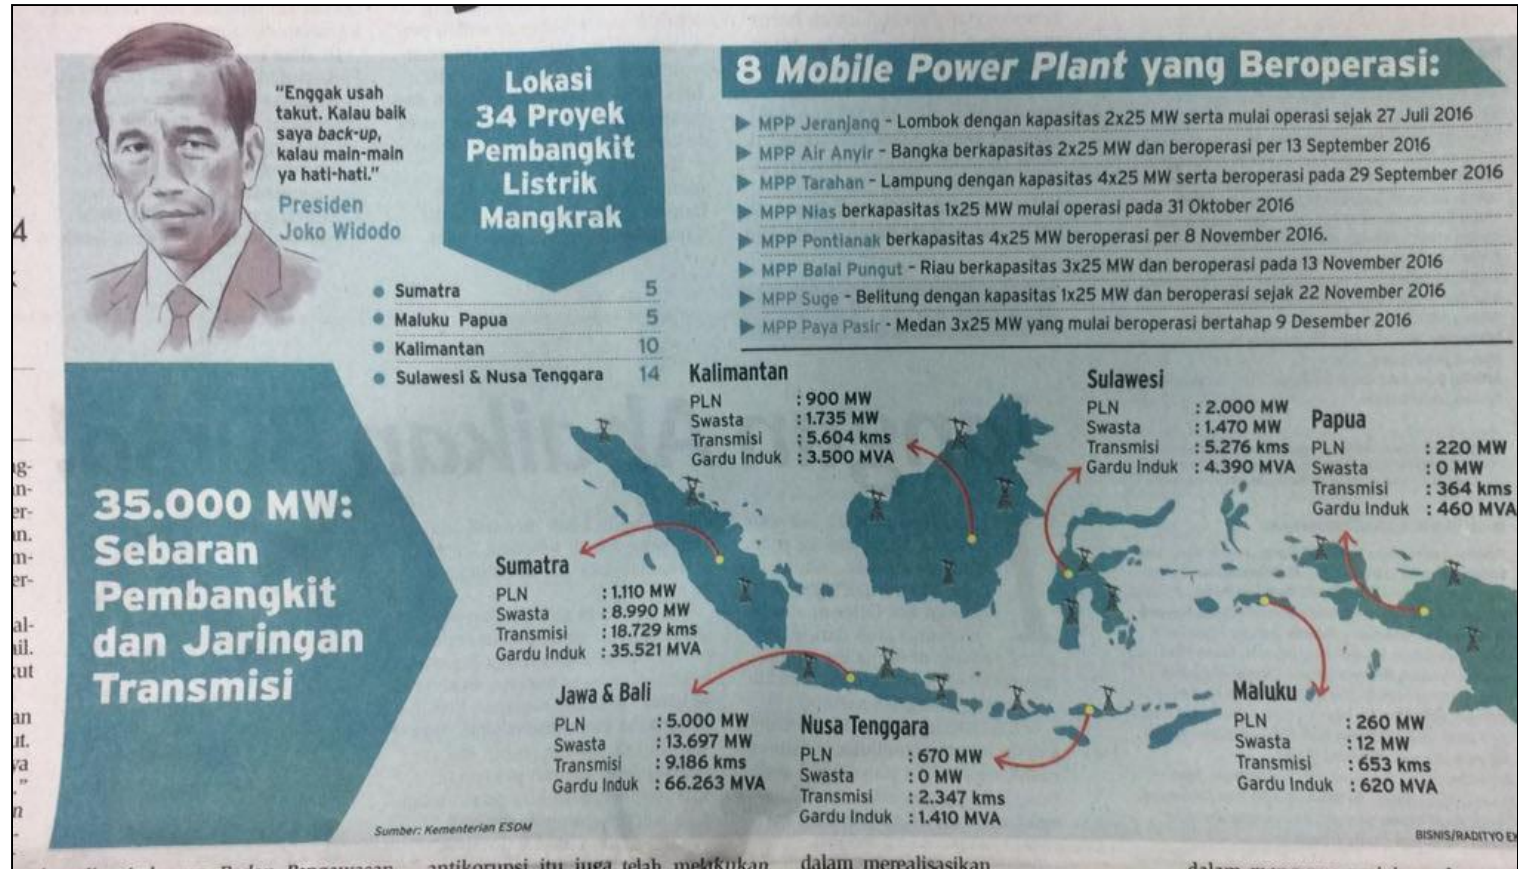 "Enggak usah
takut. Kalau baik
saya back-up,
kalau main-main
ya hati-hati."
Presiden
Joko Widodo
Lokasi
34 Proyek
Pembangkit
Listrik
Mangkrak
Sumatra 5
Maluku Papua 5
Kalimantan 10
Sulawesi & Nusa Tenggara 14
8 Mobile Power Plant yang Beroperasi:
MPP Jeranjang - Lombok dengan kapasitas 2x25 MW serta mulai operasi sejak 27 Juli 2016
MPP Air Anyir - Bangka berkapasitas 2x25 MW dan beroperasi per 13 September 2016
MPP Tarahan - Lampung dengan kapasitas 4x25 MW serta beroperasi pada 29 September 2016
MPP Nias berkapasitas 1x25 MW mulai operasi pada 31 Oktober 2016
MPP Pontianak berkapasitas 4x25 MW beroperasi per 8 November 2016.
MPP Balai Pungut - Riau berkapasitas 3x25 MW dan beroperasi pada 13 November 2016
MPP Suge - Belitung dengan kapasitas 1x25 MW dan beroperasi sejak 22 November 2016
MPP Paya Pasir - Medan 3x25 MW yang mulai beroperasi bertahap 9 Desember 2016
35.000 MW:
Sebaran
Pembangkit
dan Jaringan
Transmisi
Kalimantan
PLN : 900 MW
Swasta : 1.735 MW
Transmisi : 5.604 kms
Gardu Induk : 3.500 MVA
Sulawesi
PLN : 2.000 MW
Swasta : 1.470 MW
Transmisi : 5.276 kms
Gardu Induk : 4.390 MVA
Papua
PLN : 220 MW
Swasta : 0 MW
Transmisi : 364 kms
Gardu Induk : 460 MVA
Sumatra
PLN : 1.110 MW
Swasta : 8.990 MW
Transmisi : 18.729 kms
Gardu Induk : 35.521 MVA
Jawa & Bali
PLN : 5.000 MW
Swasta : 13.697 MW
Transmisi : 9.186 kms
Gardu Induk : 66.263 MVA
Nusa Tenggara
PLN : 670 MW
Swasta : 0 MW
Transmisi : 2.347 kms
Gardu Induk : 1.410 MVA
Maluku
PLN : 260 MW
Swasta : 12 MW
Transmisi : 653 kms
Gardu Induk : 620 MVA
Sumber: Kementerian ESDM
BISNIS/RADITYO
antikorupsi itu juga telah melakukan
dalam merealisasikan